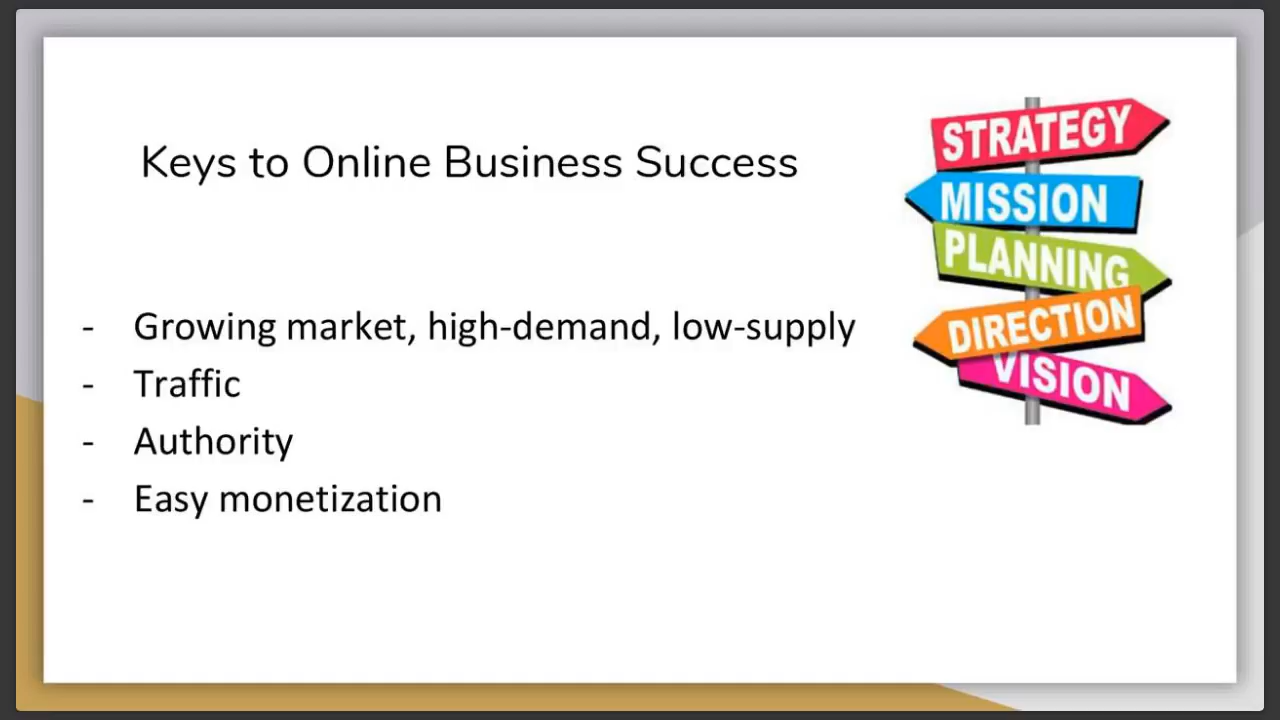 Keys to Online Business Success
- Growing market, high-demand, low-supply
- Traffic
- Authority
- Easy monetization
STRATEGY
MISSION
PLANNING
DIRECTION
VISION